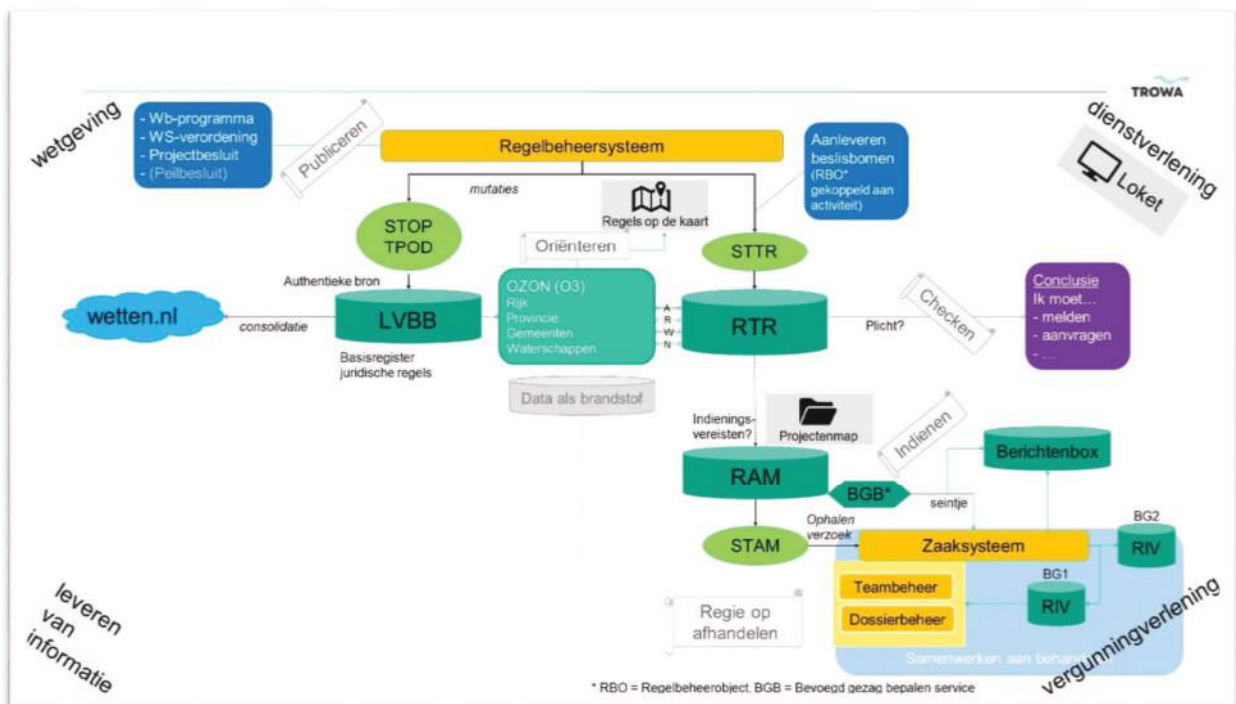 TROWA
wetgeving
- Wb-programma
- WS-verordening
- Projectbesluit
- (Peilbesluit)
Publiceren
Regelbeheersysteem
Aanleveren
beslisbomen
(RBO*
gekoppeld aan
activiteit)
dienstverlening
Loket
mutaties
Regels op de kaart
STOP
TPOD
Oriënteren
STTR
Authentieke bron
wetten.nl
consolidatie
LVBB
OZON (O3)
Rijk
Provincie
Gemeenten
Waterschappen
A
R
W
N
RTR
Plicht?
Checken
Conclusie
Ik moet...
- melden
- aanvragen
- ...
Basisregister
juridische regels
Data als brandstof
Indienings-
vereisten?
Projectenmap
Indienen
Berichtenbox
RAM
BGB*
seintje
STAM
Ophalen
verzoek
Zaaksysteem
BG2
RIV
Teambeheer
Dossierbeheer
BG1
RIV
Regie op
afhandelen
leveren
van
informatie
Samenwerken aan
vergunningverlening
* RBO = Regelbeheerobject, BGB = Bevoegd gezag bepalen service